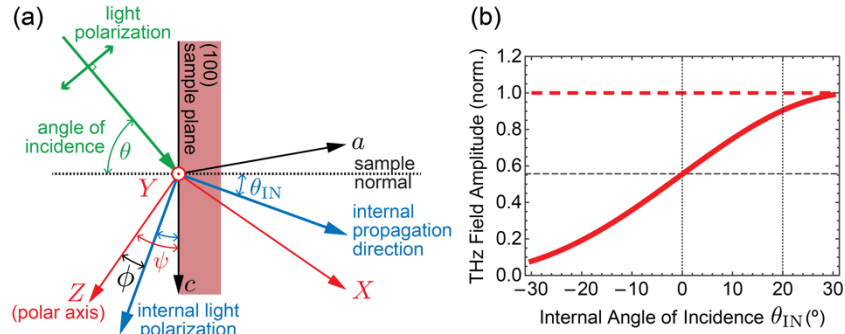 (a)
light
polarization
(100)
sample plane
angle of
incidence
θ
a
sample
normal
Y
θIN
internal
propagation
direction
ϕ
ψ
c
X
Z
(polar axis)
internal light
polarization
(b)
THz Field Amplitude (norm.)
1.2
1.0
0.8
0.6
0.4
0.2
0.0
−30 −20 −10 0 10 20 30
Internal Angle of Incidence θIN(°)